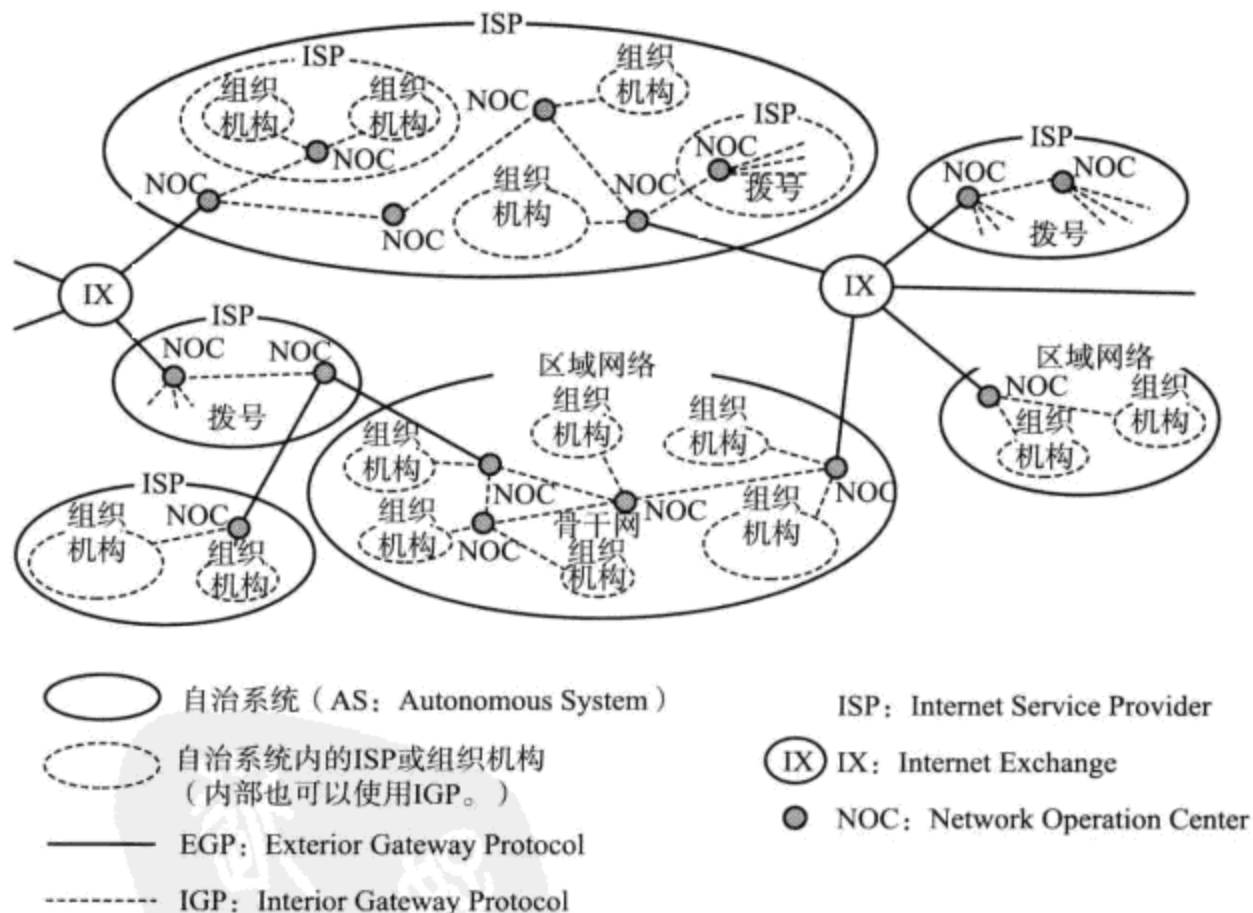 ISP
ISP
组织
机构
组织
机构
NOC
NOC
NOC
组织
机构
NOC
组织
机构
NOC
ISP
NOC
拨号
NOC
ISP
NOC
NOC
拨号
IX
IX
ISP
NOC
NOC
拨号
ISP
组织
机构
NOC
组织
机构
区域网络
组织
机构
组织
机构
组织
机构
NOC
NOC
组织
机构
NOC
骨干网
组织
机构
组织
机构
NOC
区域网络
NOC
组织
机构
组织
机构
自治系统（AS：Autonomous System）
自治系统内的ISP或组织机构
（内部也可以使用IGP。）
EGP：Exterior Gateway Protocol
IGP：Interior Gateway Protocol
ISP：Internet Service Provider
IX IX：Internet Exchange
NOC：Network Operation Center